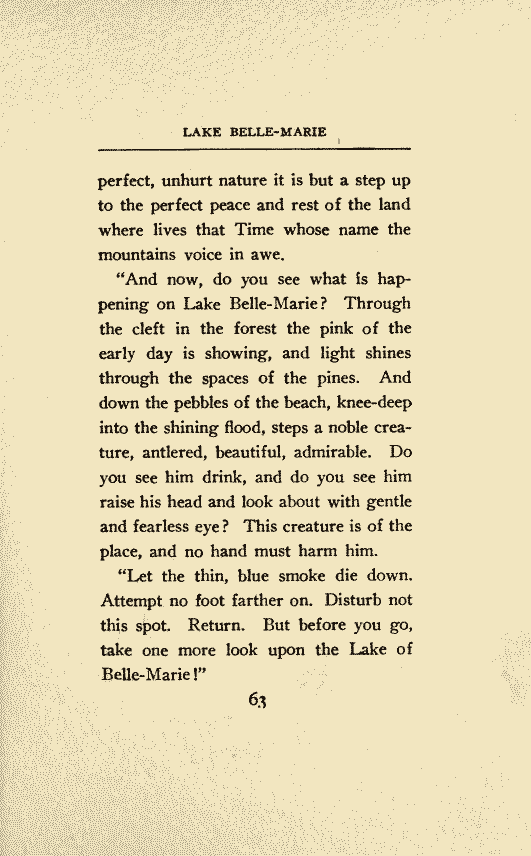 LAKE BELLE-MARIE
perfect, unhurt nature it is but a step up
to the perfect peace and rest of the land
where lives that Time whose name the
mountains voice in awe.
“And now, do you see what is hap-
pening on Lake Belle-Marie? Through
the cleft in the forest the pink of the
early day is showing, and light shines
through the spaces of the pines. And
down the pebbles of the beach, knee-deep
into the shining flood, steps a noble crea-
ture, antlered, beautiful, admirable. Do
you see him drink, and do you see him
raise his head and look about with gentle
and fearless eye? This creature is of the
place, and no hand must harm him.
“Let the thin, blue smoke die down.
Attempt no foot farther on. Disturb not
this spot. Return. But before you go,
take one more look upon the Lake of
Belle-Marie!”
63